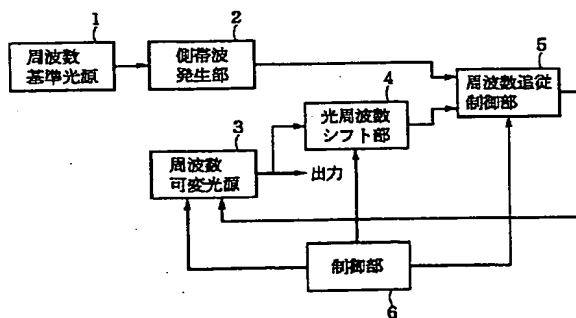 1
周波数
基準光源
2
側帯波
発生部
3
周波数
可変光源
出力
4
光周波数
シフト部
5
周波数追従
制御部
制御部
6